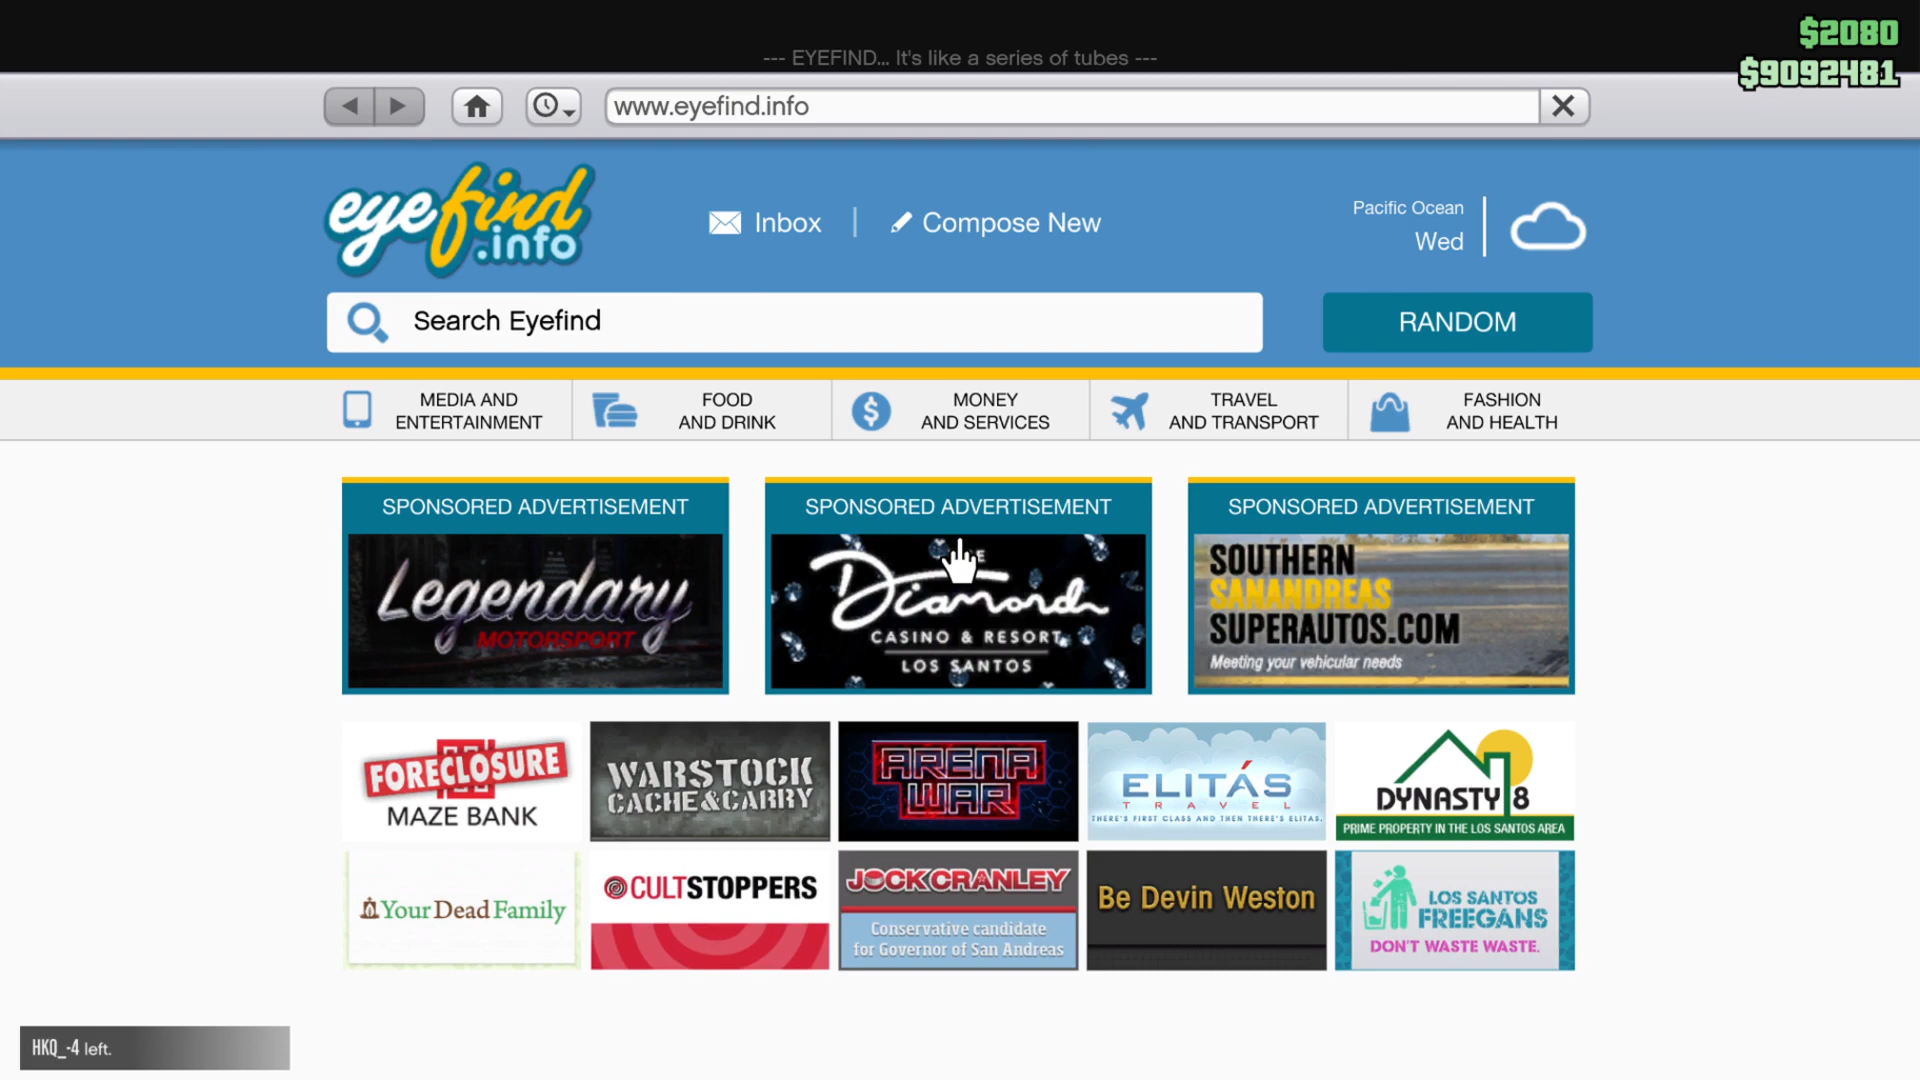 $2080
--- EYEFIND... It's like a series of tubes ---
$9092481
www.eyefind.info
eyefind
.info
Inbox
Compose New
Pacific Ocean
Wed
Search Eyefind
RANDOM
MEDIA AND
ENTERTAINMENT
FOOD
AND DRINK
MONEY
AND SERVICES
TRAVEL
AND TRANSPORT
FASHION
AND HEALTH
SPONSORED ADVERTISEMENT
Legendary
MOTORSPORT
SPONSORED ADVERTISEMENT
Diamond
CASINO & RESORT
LOS SANTOS
SPONSORED ADVERTISEMENT
SOUTHERN
SANANDREAS
SUPERAUTOS.COM
Meeting your vehicular needs
FORECLOSURE
MAZE BANK
WARSTOCK
CACHE&CARRY
ARENA
WAR
ELITÁS
TRAVEL
THERE'S FIRST CLASS AND THEN THERE'S ELITAS.
DYNASTY 8
PRIME PROPERTY IN THE LOS SANTOS AREA
YourDeadFamily
CULTSTOPPERS
JOCK CRANLEY
Conservative candidate
for Governor of San Andreas
Be Devin Weston
LOS SANTOS
FREEGANS
DON'T WASTE WASTE.
HKQ_-4 left.